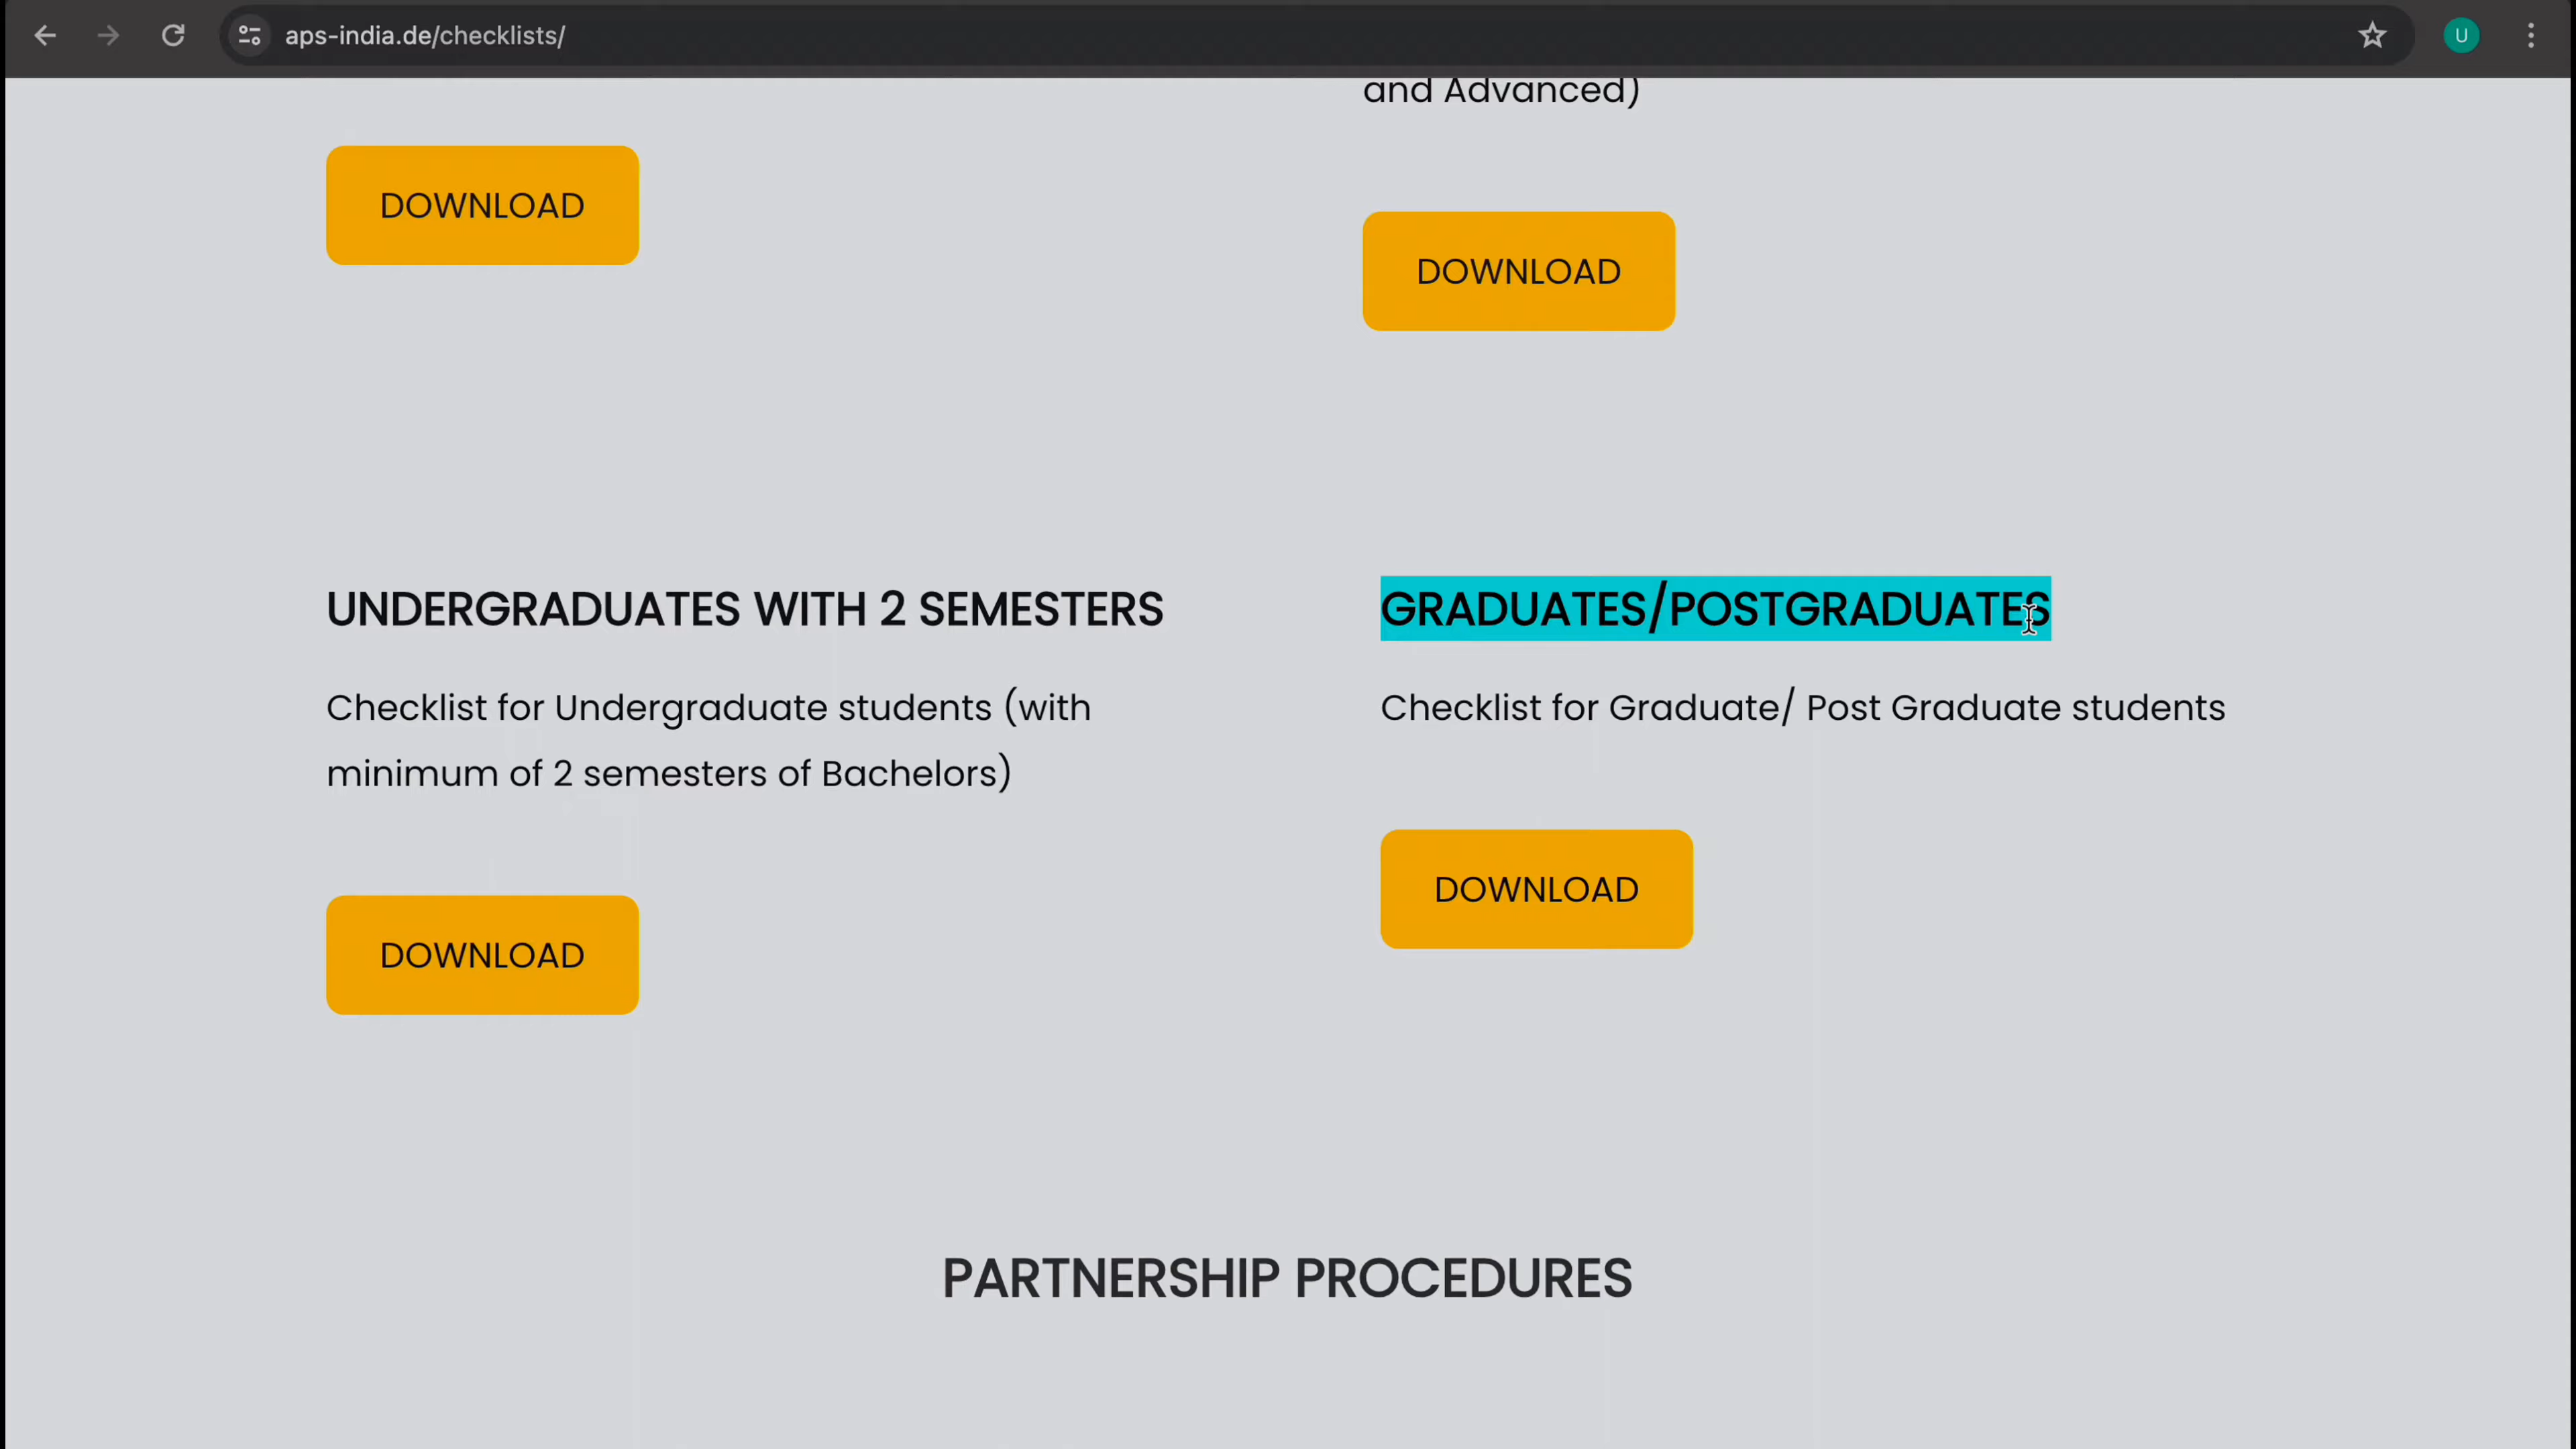 aps-india.de/checklists/
U
and Advanced)
DOWNLOAD
DOWNLOAD
UNDERGRADUATES WITH 2 SEMESTERS
Checklist for Undergraduate students (with
minimum of 2 semesters of Bachelors)
DOWNLOAD
GRADUATES/POSTGRADUATES
Checklist for Graduate/ Post Graduate students
DOWNLOAD
PARTNERSHIP PROCEDURES